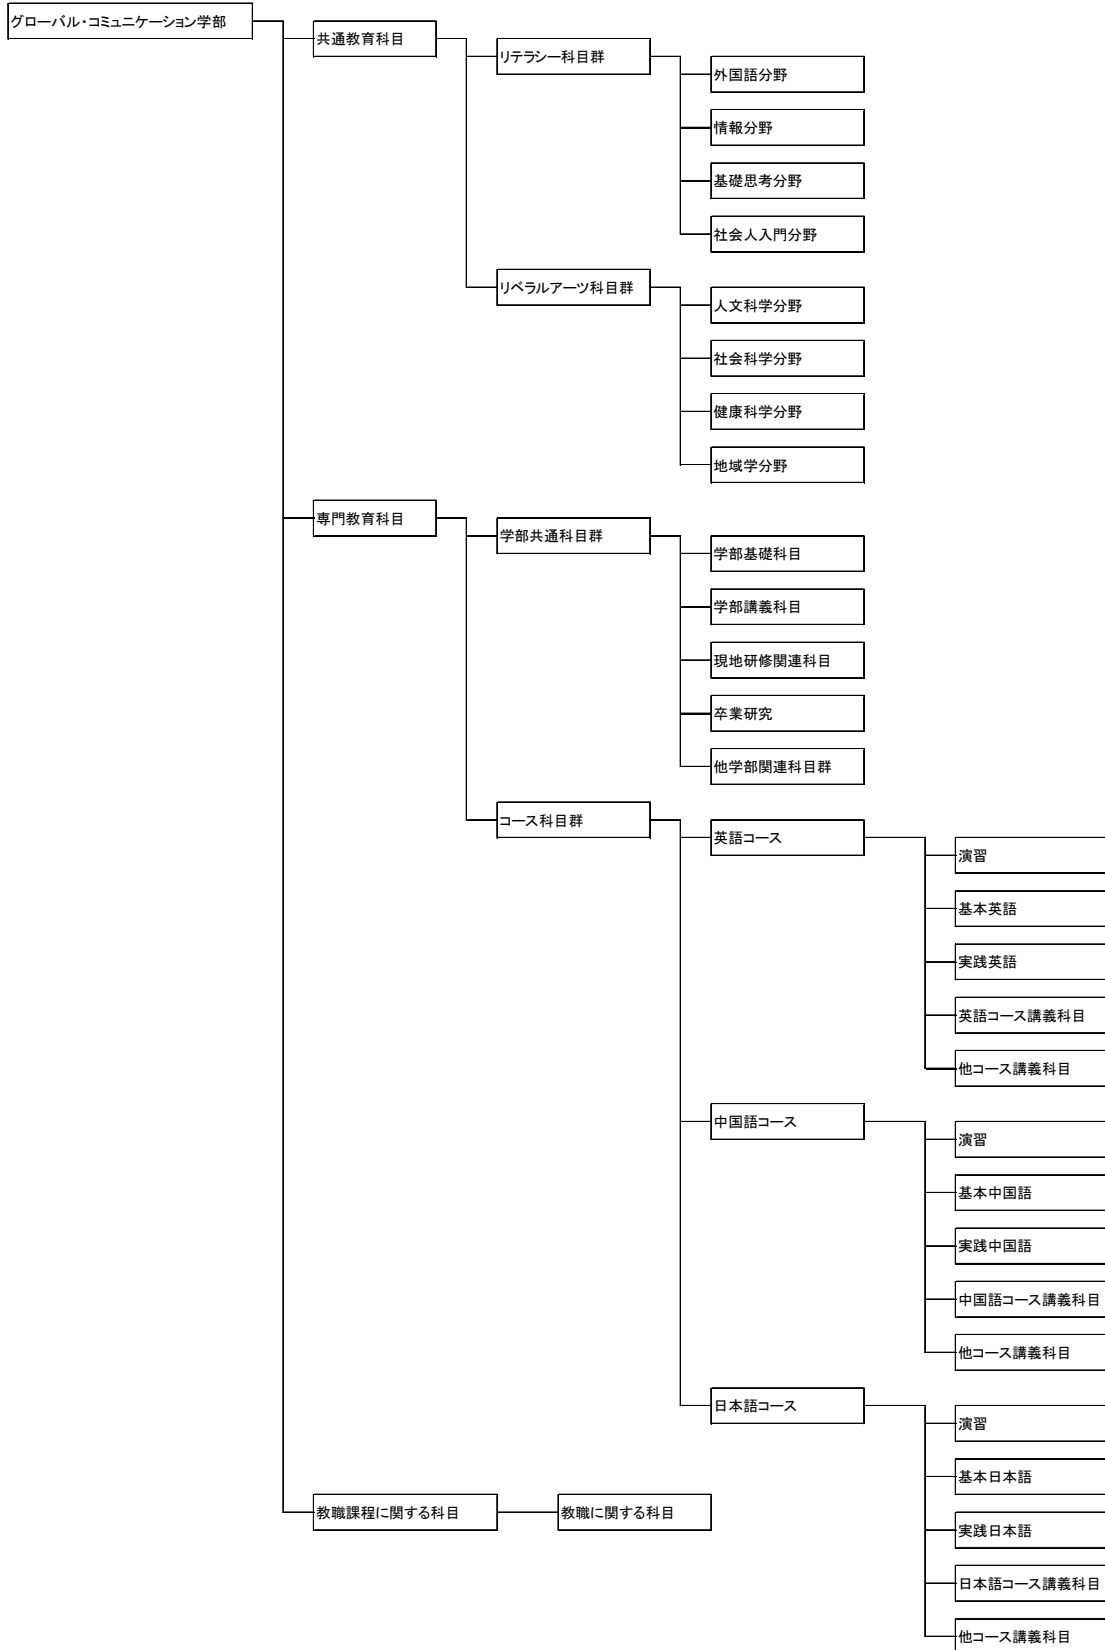 グローバル・コミュニケーション学部
共通教育科目
リテラシー科目群
外国語分野
情報分野
基礎思考分野
社会人入門分野
リベラルアーツ科目群
人文科学分野
社会科学分野
健康科学分野
地域学分野
専門教育科目
学部共通科目群
学部基礎科目
学部講義科目
現地研修関連科目
卒業研究
他学部関連科目群
コース科目群
英語コース
演習
基本英語
実践英語
英語コース講義科目
他コース講義科目
中国語コース
演習
基本中国語
実践中国語
中国語コース講義科目
他コース講義科目
日本語コース
演習
基本日本語
実践日本語
日本語コース講義科目
他コース講義科目
教職課程に関する科目
教職に関する科目